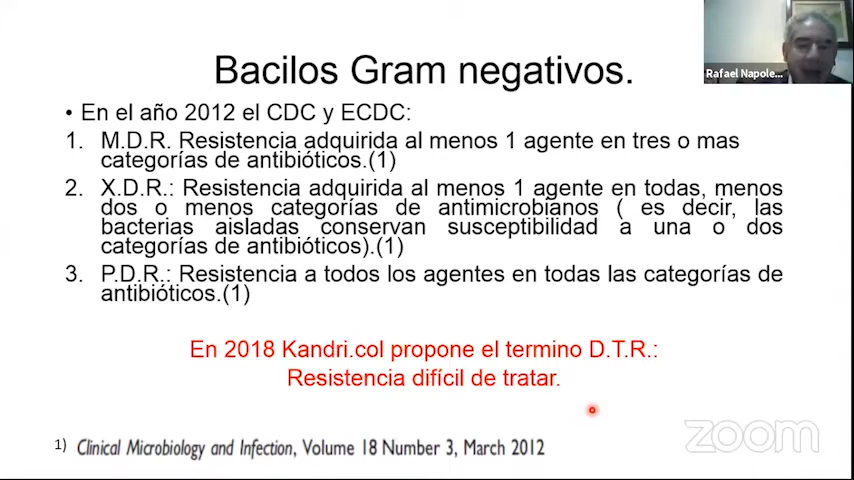 Bacilos Gram negativos.
• En el año 2012 el CDC y ECDC:
1. M.D.R. Resistencia adquirida al menos 1 agente en tres o mas
categorías de antibióticos.(1)
2. X.D.R.: Resistencia adquirida al menos 1 agente en todas, menos
dos o menos categorías de antimicrobianos ( es decir, las
bacterias aisladas conservan susceptibilidad a una o dos
categorías de antibióticos).(1)
3. P.D.R.: Resistencia a todos los agentes en todas las categorías de
antibióticos.(1)
En 2018 Kandri.col propone el termino D.T.R.:
Resistencia difícil de tratar.
1) Clinical Microbiology and Infection, Volume 18 Number 3, March 2012
Rafael Napole...
zoom